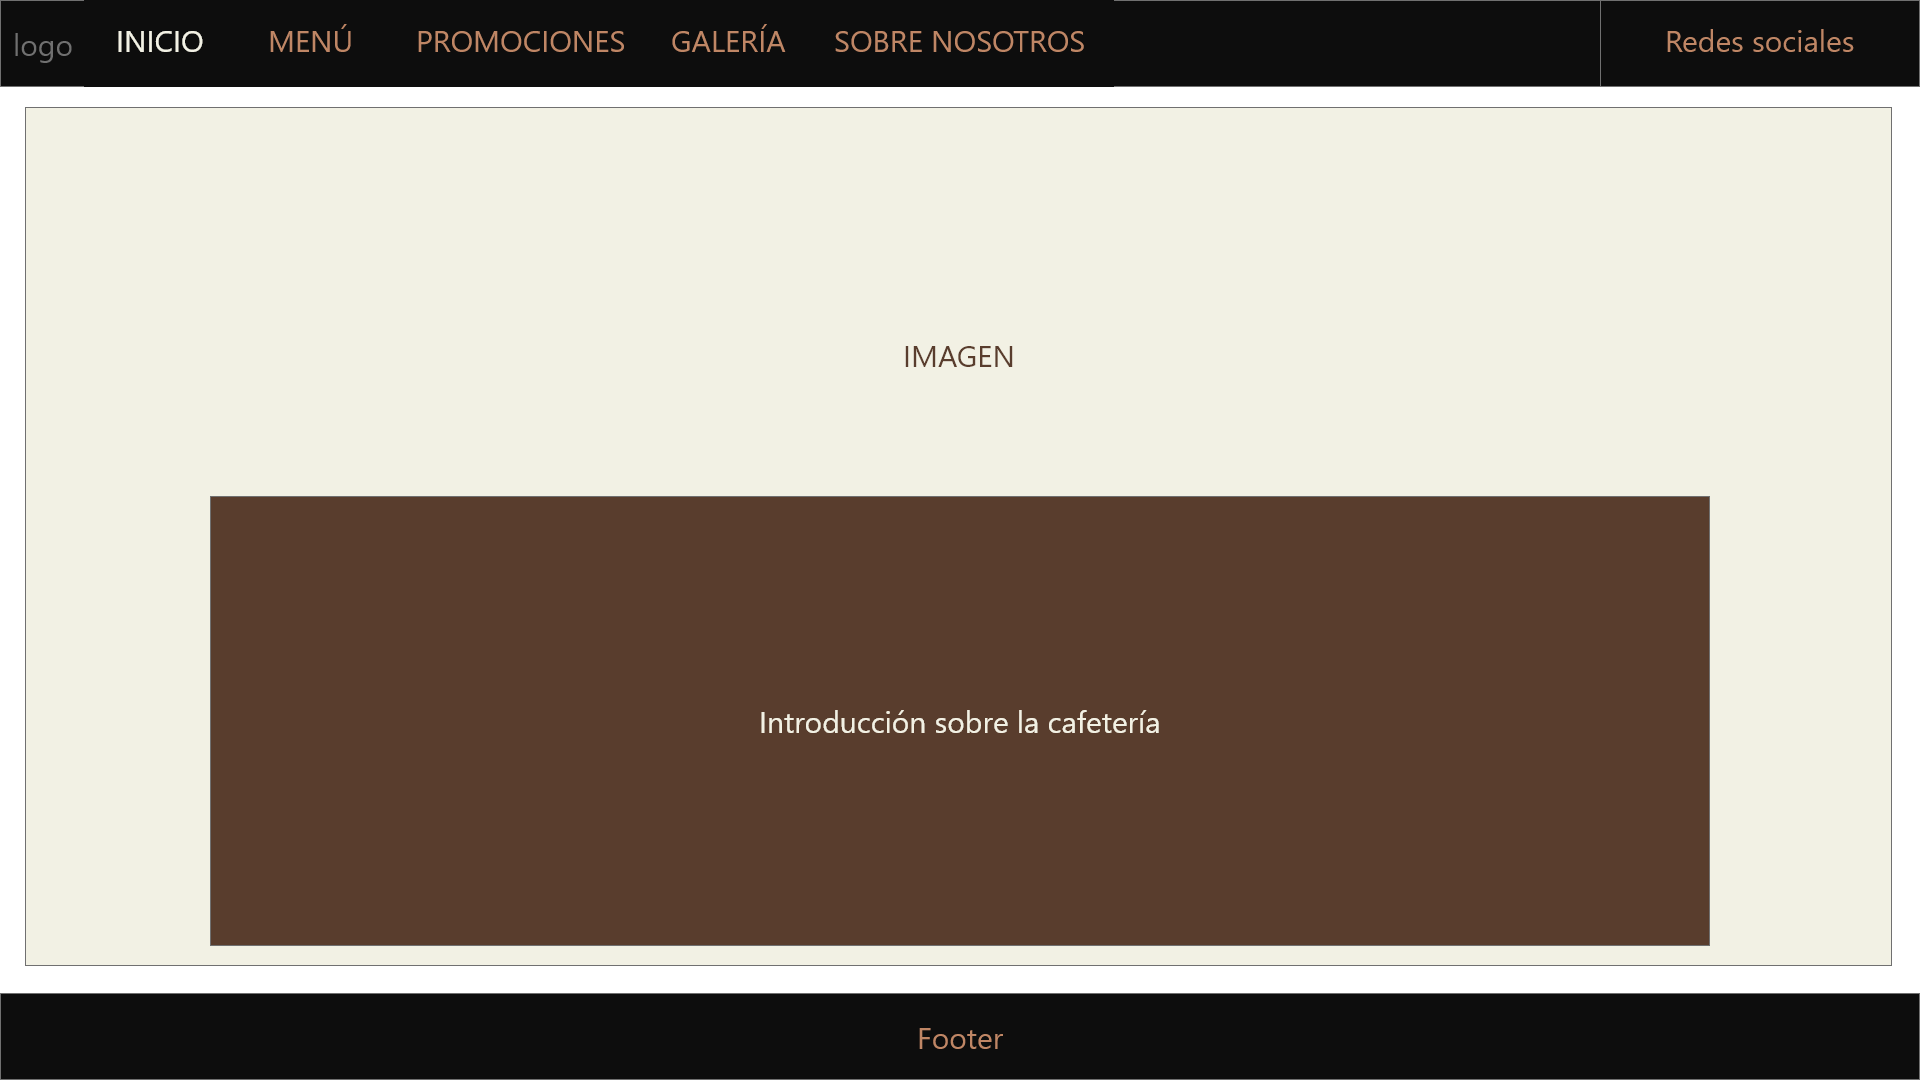 logo INICIO MENÚ PROMOCIONES GALERÍA SOBRE NOSOTROS Redes sociales
IMAGEN
Introducción sobre la cafetería
Footer